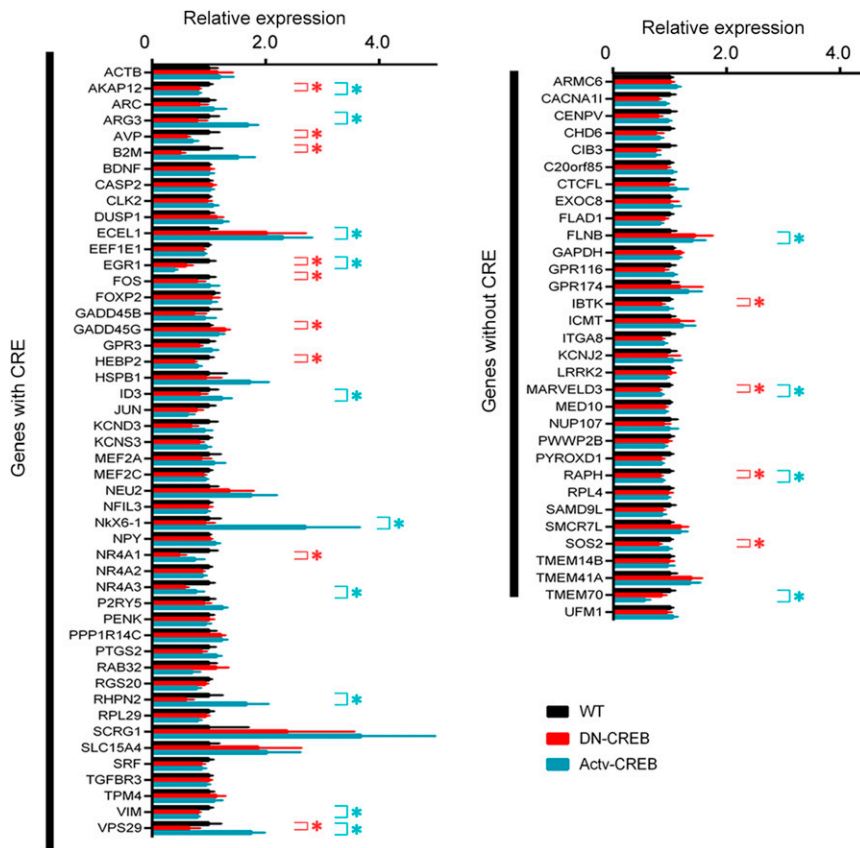 Relative expression
0 2.0 4.0
Genes with CRE
ACTB
AKAP12
ARC
ARG3
AVP
B2M
BDNF
CASP2
CLK2
DUSP1
ECEL1
EEF1E1
EGR1
FOS
FOXP2
GADD45B
GADD45G
GPR3
HEBP2
HSPB1
ID3
JUN
KCND3
KCNS3
MEF2A
MEF2C
NEU2
NFIL3
NkX6-1
NPY
NR4A1
NR4A2
NR4A3
P2RY5
PENK
PPP1R14C
PTGS2
RAB32
RGS20
RHPN2
RPL29
SCRG1
SLC15A4
SRF
TGFBR3
TPM4
VIM
VPS29
Relative expression
0 2.0 4.0
Genes without CRE
ARMC6
CACNA1I
CENPV
CHD6
CIB3
C20orf85
CTCFL
EXOC8
FLAD1
FLNB
GAPDH
GPR116
GPR174
IBTK
ICMT
ITGA8
KCNJ2
LRRK2
MARVELD3
MED10
NUP107
PWWP2B
PYROXD1
RAPH
RPL4
SAMD9L
SMCR7L
SOS2
TMEM14B
TMEM41A
TMEM70
UFM1
WT
DN-CREB
Actv-CREB